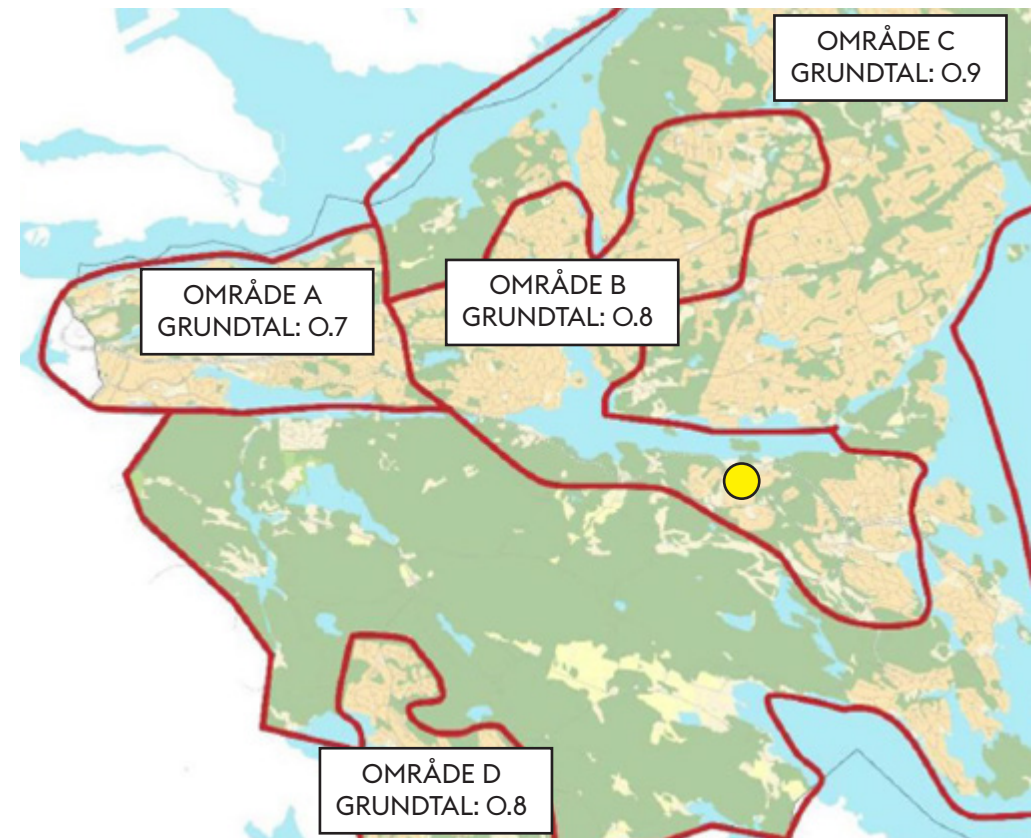 OMRÅDE C
GRUNDTAL: 0.9
OMRÅDE A
GRUNDTAL: 0.7
OMRÅDE B
GRUNDTAL: 0.8
OMRÅDE D
GRUNDTAL: 0.8